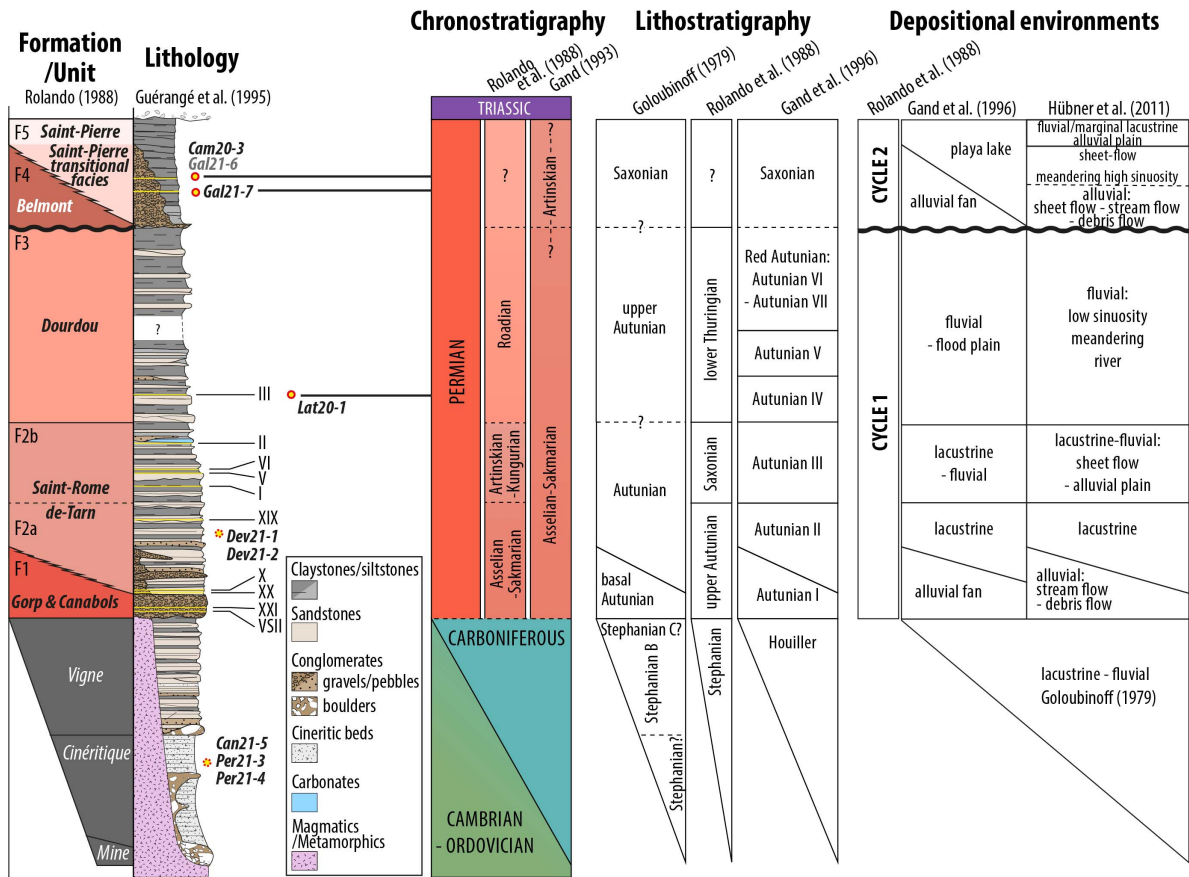 Chronostratigraphy
Lithostratigraphy
Depositional environments
Formation
/Unit
Rolando (1988)
Lithology
Guérangé et al. (1995)
Rolando
et al. (1988)
Gand (1993)
Goloubinoff (1979)
Rolando et al. (1988)
Gand et al. (1996)
Rolando et al. 1988
Gand et al. (1996)
Hübner et al. (2011)
F5
Saint-Pierre
Saint-Pierre
transitional
facies
F4
Belmont
F3
Dourdou
F2b
Saint-Rome
de-Tarn
F2a
F1
Gorp & Canabols
Vigne
Cinéritique
Mine
?
Cam20-3
Gal21-6
Gal21-7
III
Lat20-1
II
VI
V
I
XIX
Dev21-1
Dev21-2
X
XX
XXI
VSII
Can21-5
Per21-3
Per21-4
Claystones/siltstones
Sandstones
Conglomerates
gravels/pebbles
boulders
Cineritic beds
Carbonates
Magmatics
/Metamorphics
TRIASSIC
PERMIAN
?
Roadian
Artinskian
-Kungurian
Asselian
-Sakmarian
?
Artinskian
?
Asselian-Sakmarian
CARBONIFEROUS
CAMBRIAN
- ORDOVICIAN
Saxonian
?
upper
Autunian
?
Autunian
basal
Autunian
Stephanian C?
Stephanian B
Stephanian?
?
lower Thuringian
Saxonian
upper Autunian
Stephanian
Saxonian
Red Autunian:
Autunian VI
- Autunian VII
Autunian V
Autunian IV
Autunian III
Autunian II
Autunian I
Houiller
CYCLE 2
CYCLE 1
playa lake
alluvial fan
fluvial
- flood plain
lacustrine
- fluvial
lacustrine
alluvial fan
fluvial/marginal lacustrine
alluvial plain
sheet-flow
meandering high sinuosity
alluvial:
sheet flow - stream flow
- debris flow
fluvial:
low sinuosity
meandering
river
lacustrine-fluvial:
sheet flow
- alluvial plain
lacustrine
alluvial:
stream flow
- debris flow
lacustrine - fluvial
Goloubinoff (1979)